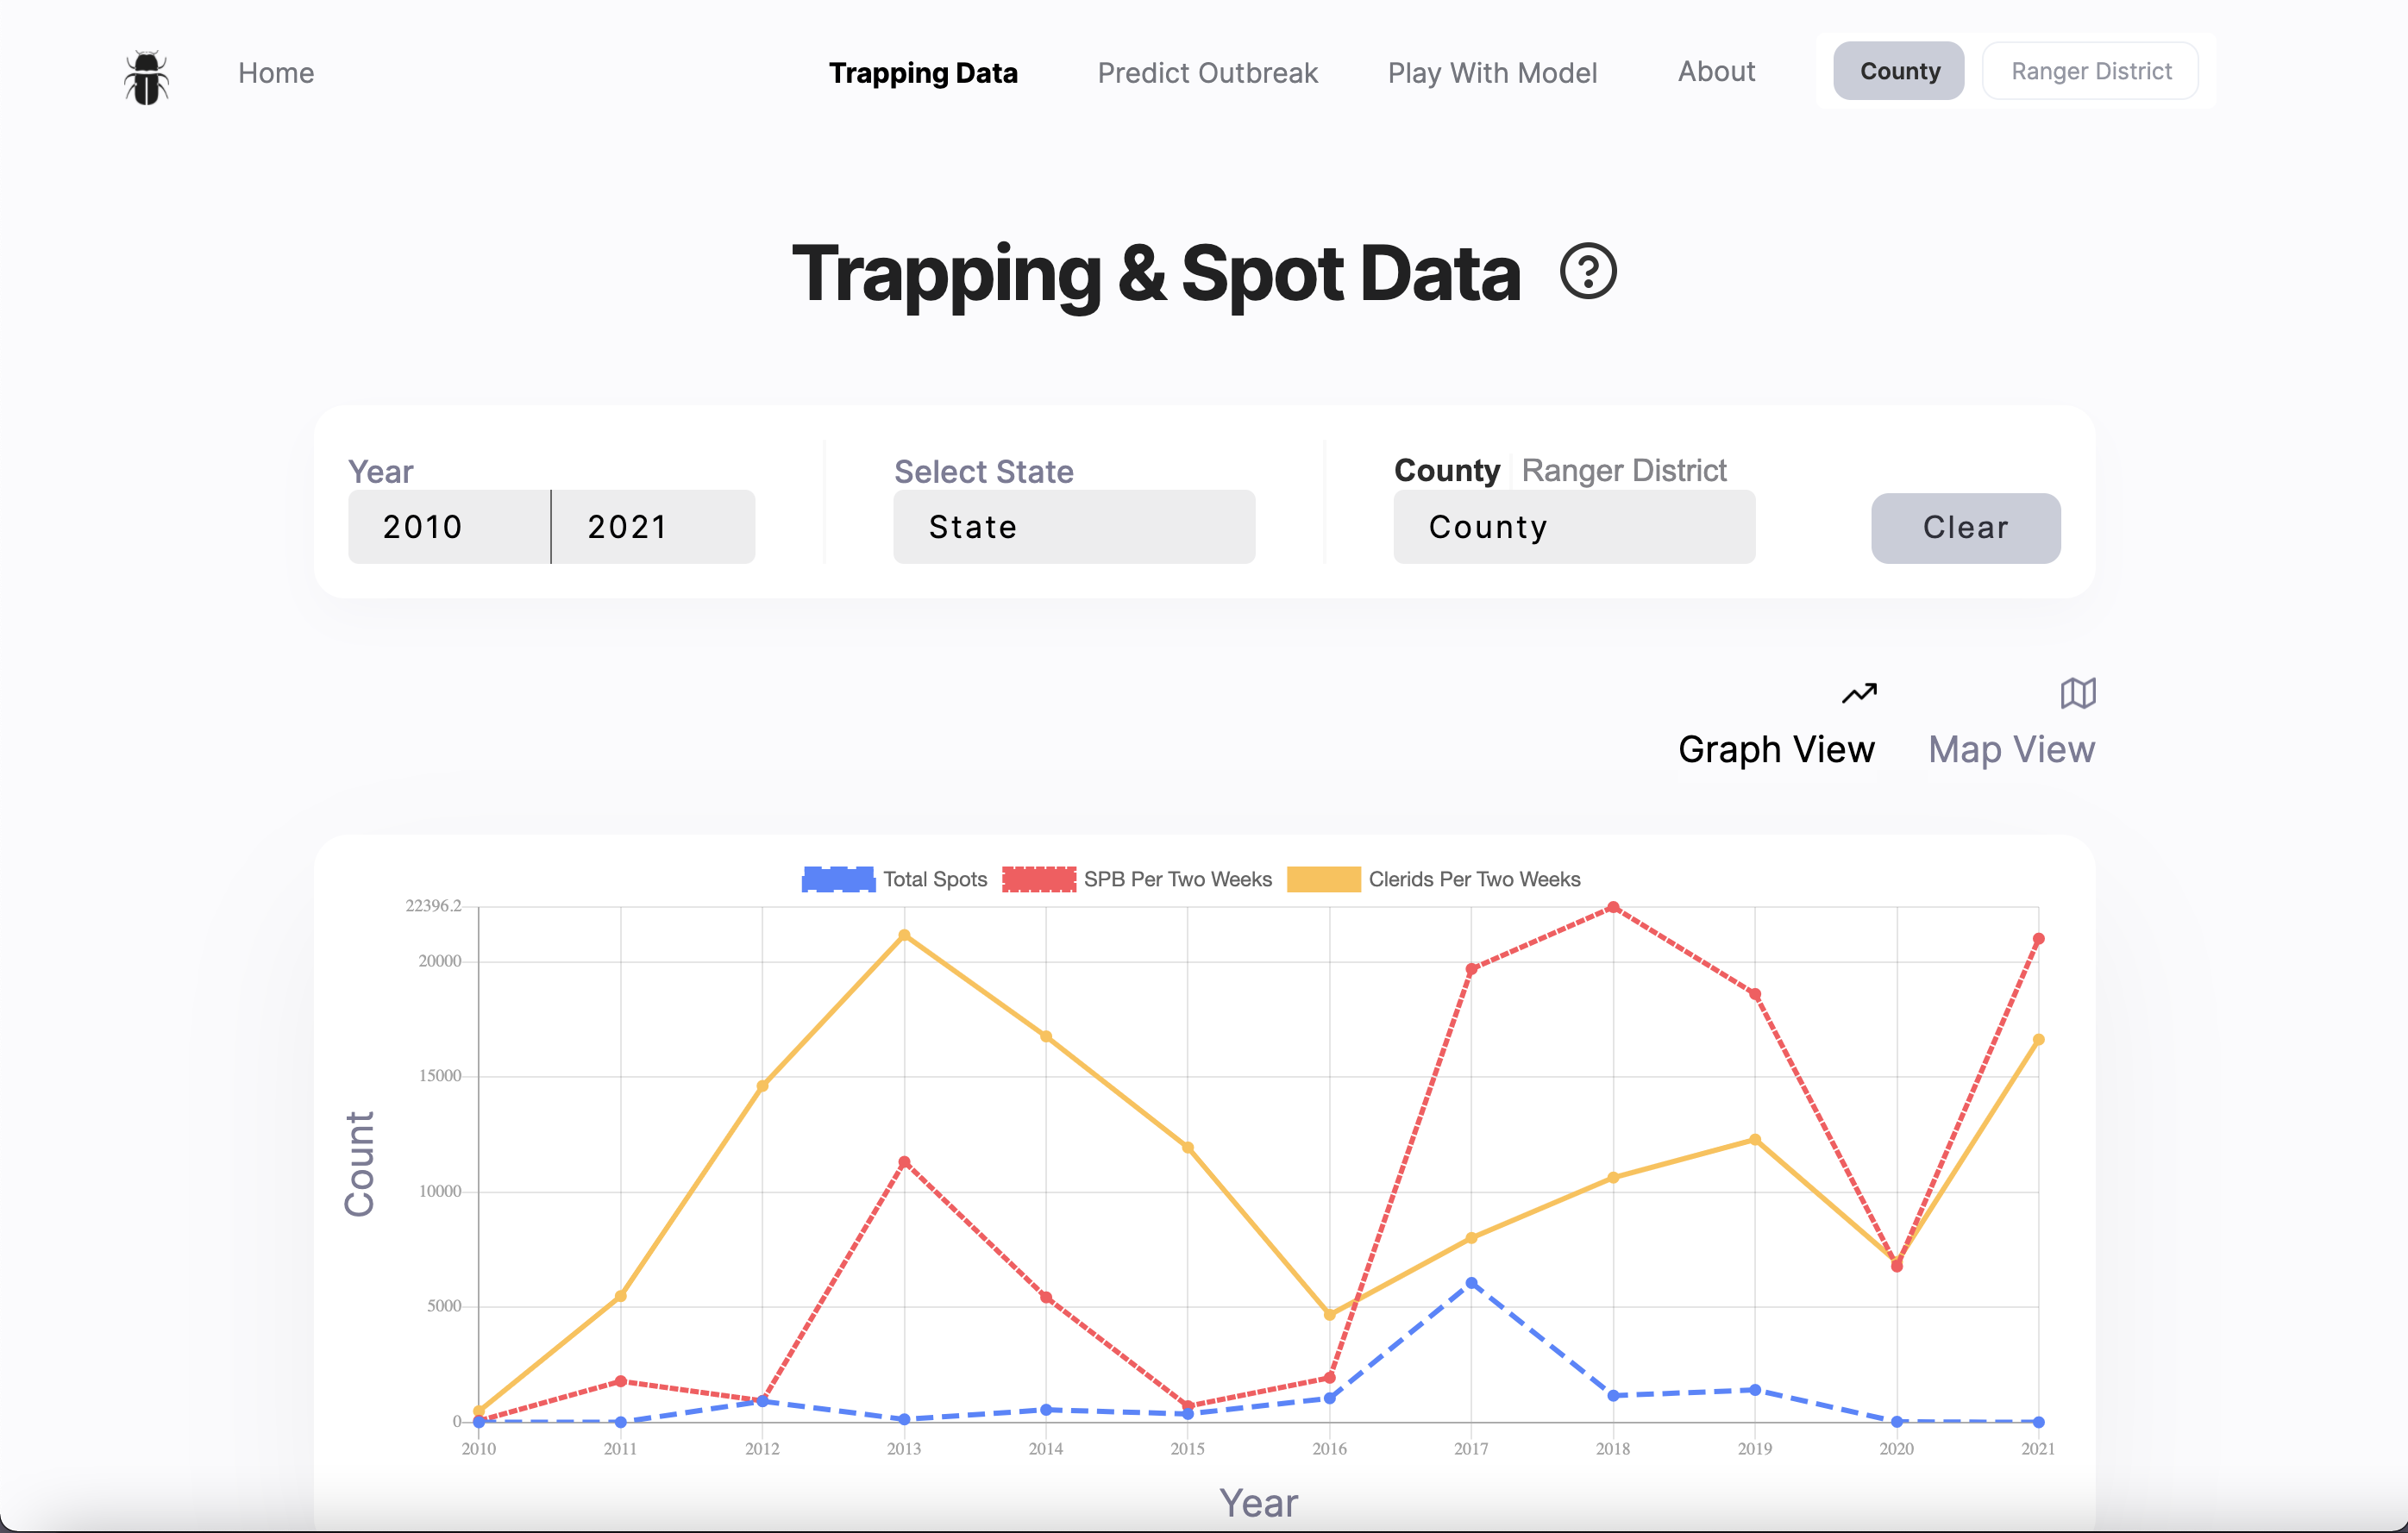 Home Trapping Data Predict Outbreak Play With Model About County Ranger District
Trapping & Spot Data
Year Select State County Ranger District
2010 2021 State County Clear
Graph View Map View
Total Spots SPB Per Two Weeks Clerids Per Two Weeks
22396.2
20000
15000
10000
5000
0
Count
2010 2011 2012 2013 2014 2015 2016 2017 2018 2019 2020 2021
Year